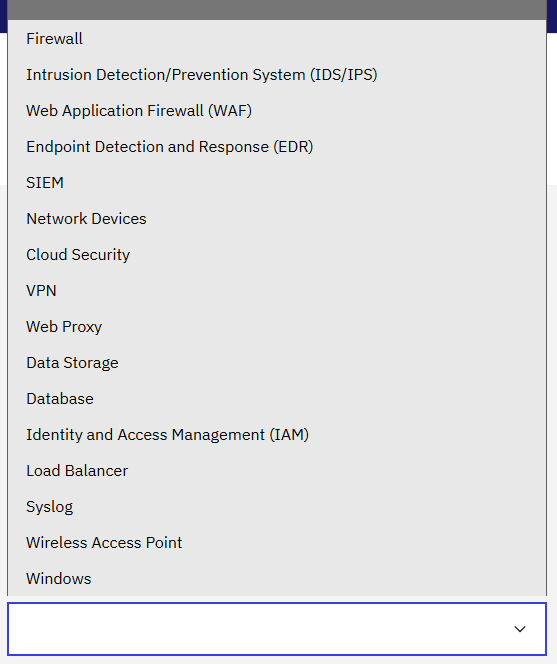 Firewall
Intrusion Detection/Prevention System (IDS/IPS)
Web Application Firewall (WAF)
Endpoint Detection and Response (EDR)
SIEM
Network Devices
Cloud Security
VPN
Web Proxy
Data Storage
Database
Identity and Access Management (IAM)
Load Balancer
Syslog
Wireless Access Point
Windows